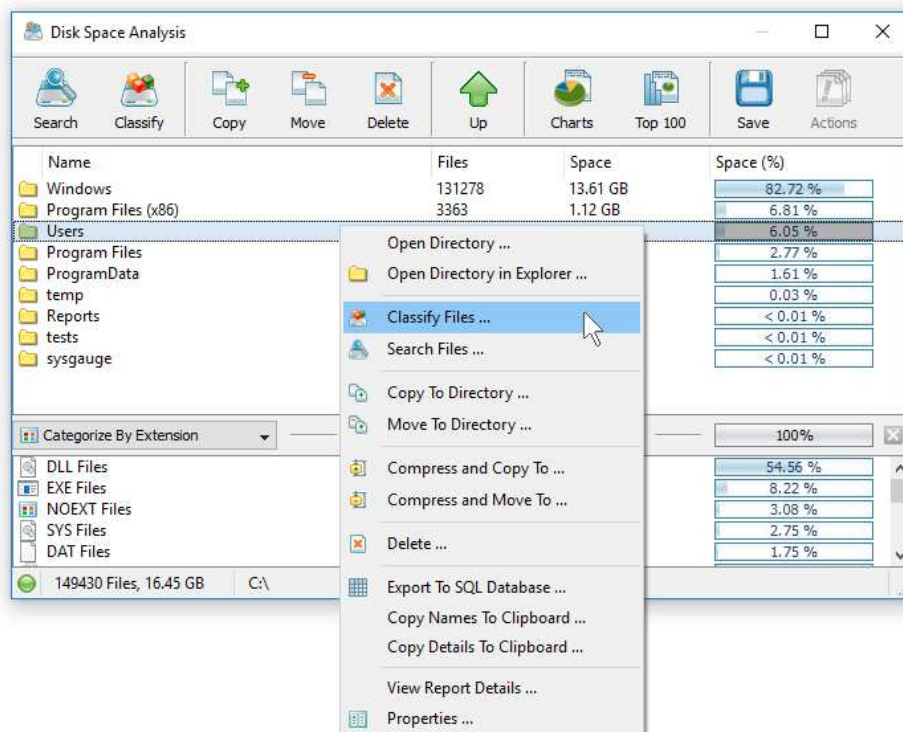 Disk Space Analysis
Search Classify Copy Move Delete Up Charts Top 100 Save Actions
Name Files Space Space (%)
Windows 131278 13.61 GB 82.72 %
Program Files (x86) 3363 1.12 GB 6.81 %
Users 6.05 %
Program Files 2.77 %
ProgramData 1.61 %
temp 0.03 %
Reports < 0.01 %
tests < 0.01 %
sysgauge < 0.01 %
Open Directory ...
Open Directory in Explorer ...
Classify Files ...
Search Files ...
Copy To Directory ...
Move To Directory ...
Compress and Copy To ...
Compress and Move To ...
Delete ...
Export To SQL Database ...
Copy Names To Clipboard ...
Copy Details To Clipboard ...
View Report Details ...
Properties ...
Categorize By Extension 100%
DLL Files 54.56 %
EXE Files 8.22 %
NOEXT Files 3.08 %
SYS Files 2.75 %
DAT Files 1.75 %
149430 Files, 16.45 GB C:\